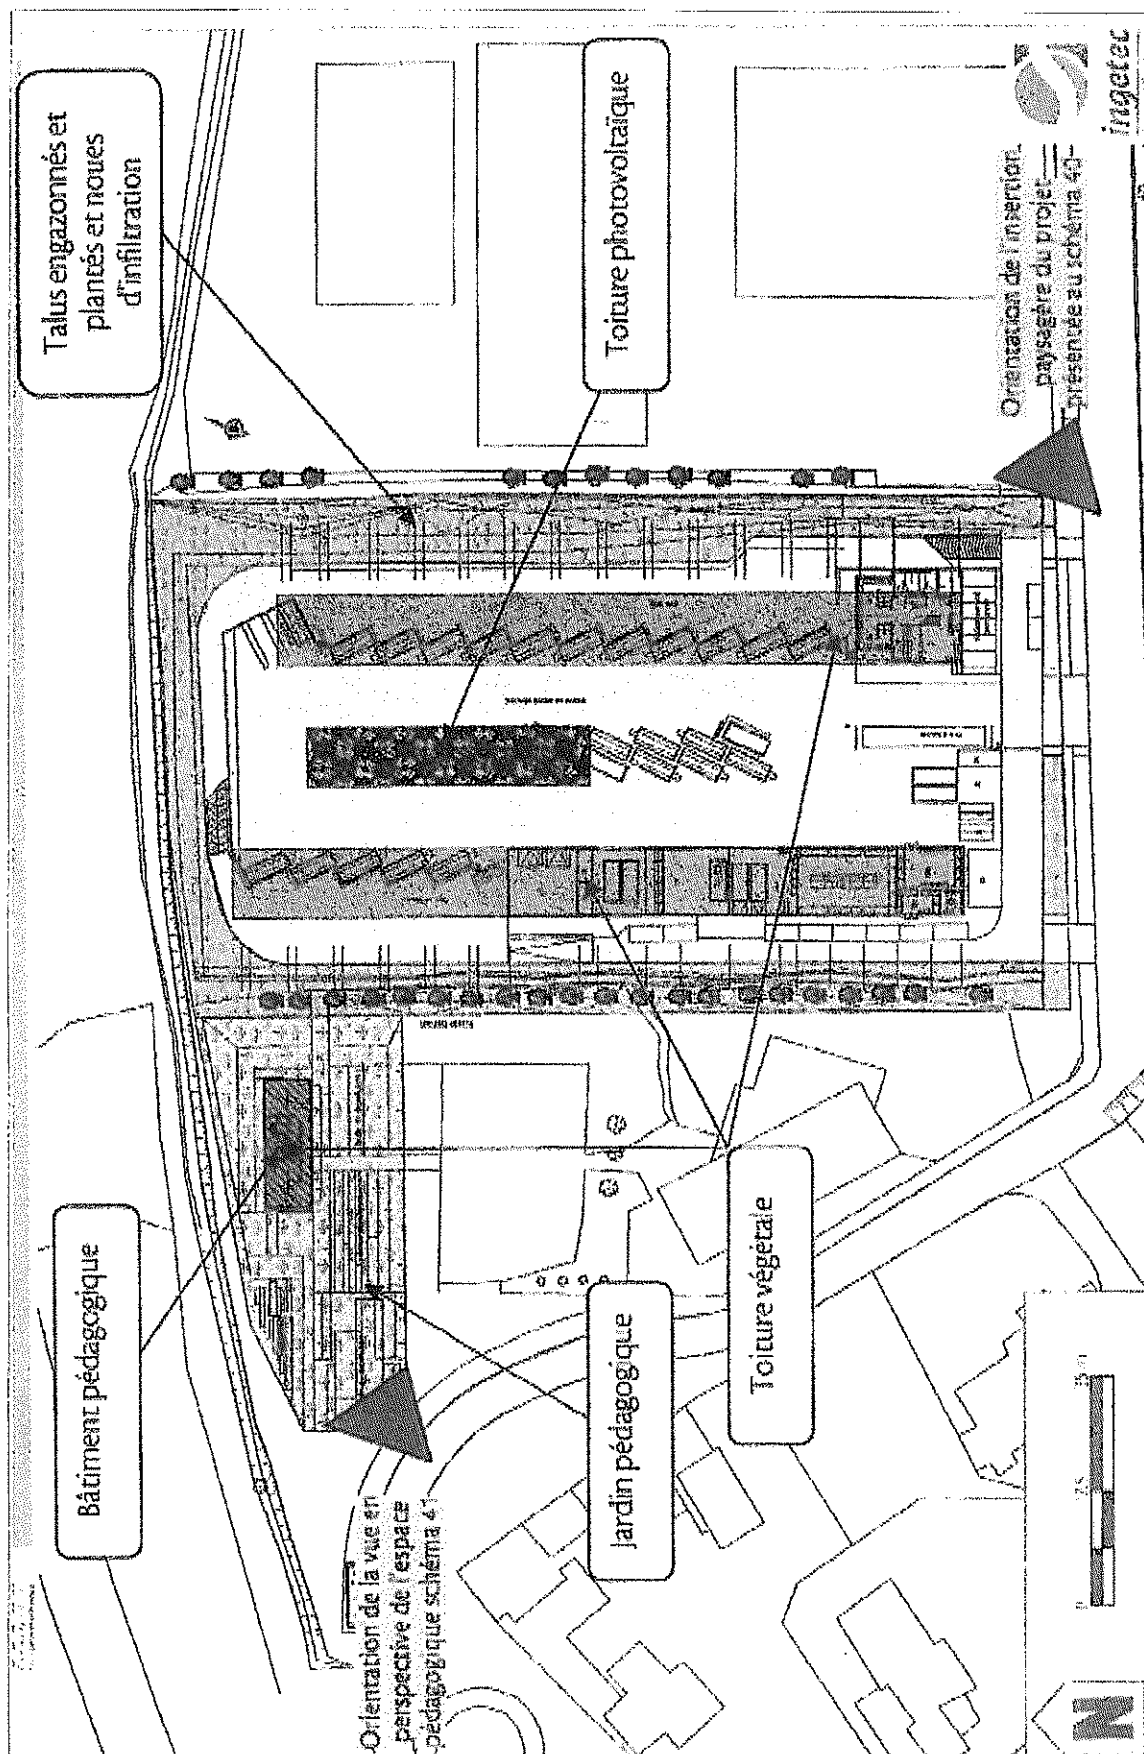 Talus engazonnés et
plantés et noues
d'infiltration
Toiture photovoltaïque
Bâtiment pédagogique
Jardin pédagogique
Toiture végétale
Orientation de la vue en
perspective de l'espace
pédagogique schéma 41
Orientation de l'insertion
paysagère du projet
présentée au schéma 40
ingetec
N
0